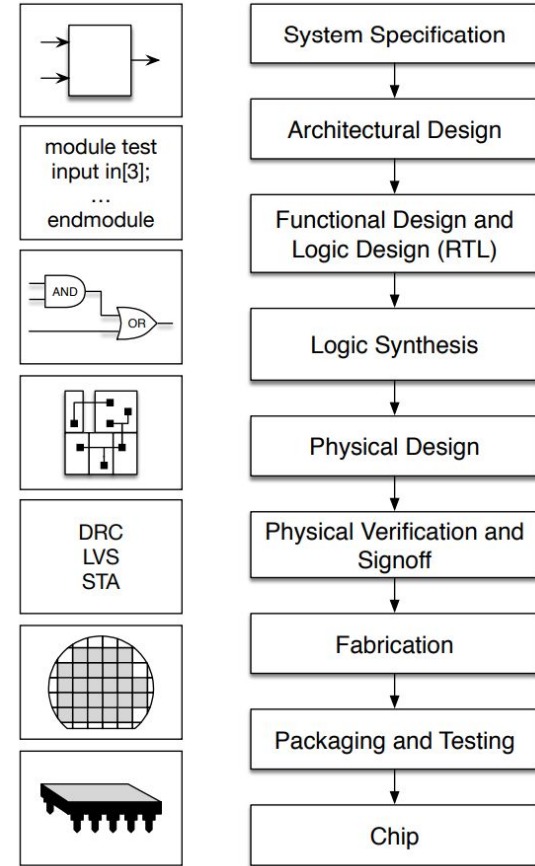 System Specification
module test
input in[3];
…
endmodule
Architectural Design
Functional Design and
Logic Design (RTL)
AND
OR
Logic Synthesis
Physical Design
DRC
LVS
STA
Physical Verification and
Signoff
Fabrication
Packaging and Testing
Chip